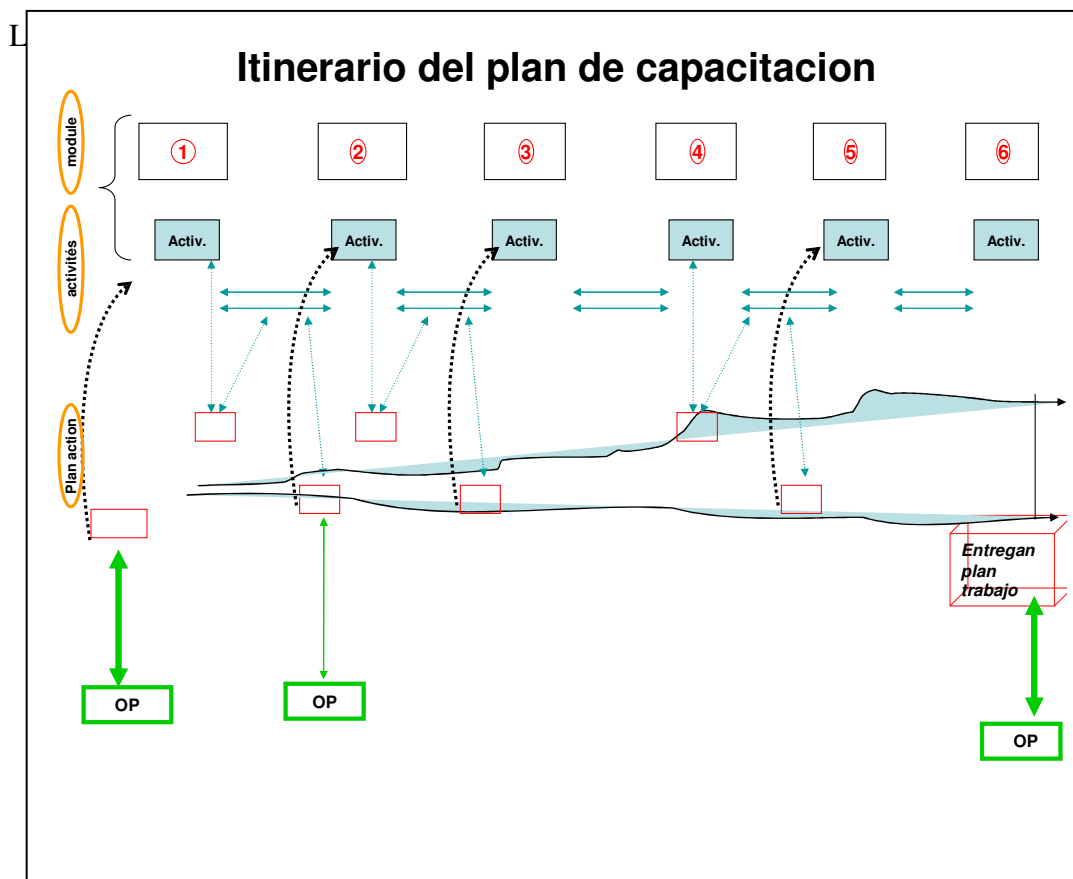 L
Itinerario del plan de capacitacion
module
1 2 3 4 5 6
activités
Activ. Activ. Activ. Activ. Activ. Activ.
Plan action
Entregan
plan
trabajo
OP OP
OP